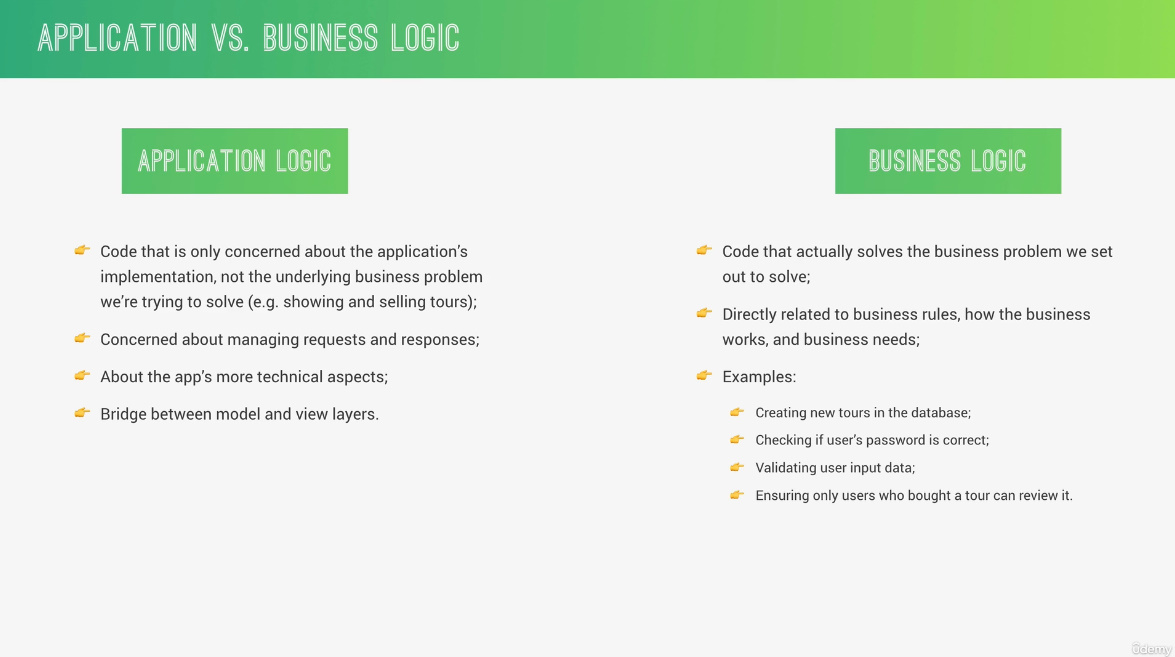 APPLICATION VS. BUSINESS LOGIC
APPLICATION LOGIC
Code that is only concerned about the application’s
implementation, not the underlying business problem
we’re trying to solve (e.g. showing and selling tours);
Concerned about managing requests and responses;
About the app’s more technical aspects;
Bridge between model and view layers.
BUSINESS LOGIC
Code that actually solves the business problem we set
out to solve;
Directly related to business rules, how the business
works, and business needs;
Examples:
Creating new tours in the database;
Checking if user’s password is correct;
Validating user input data;
Ensuring only users who bought a tour can review it.
ûdemy